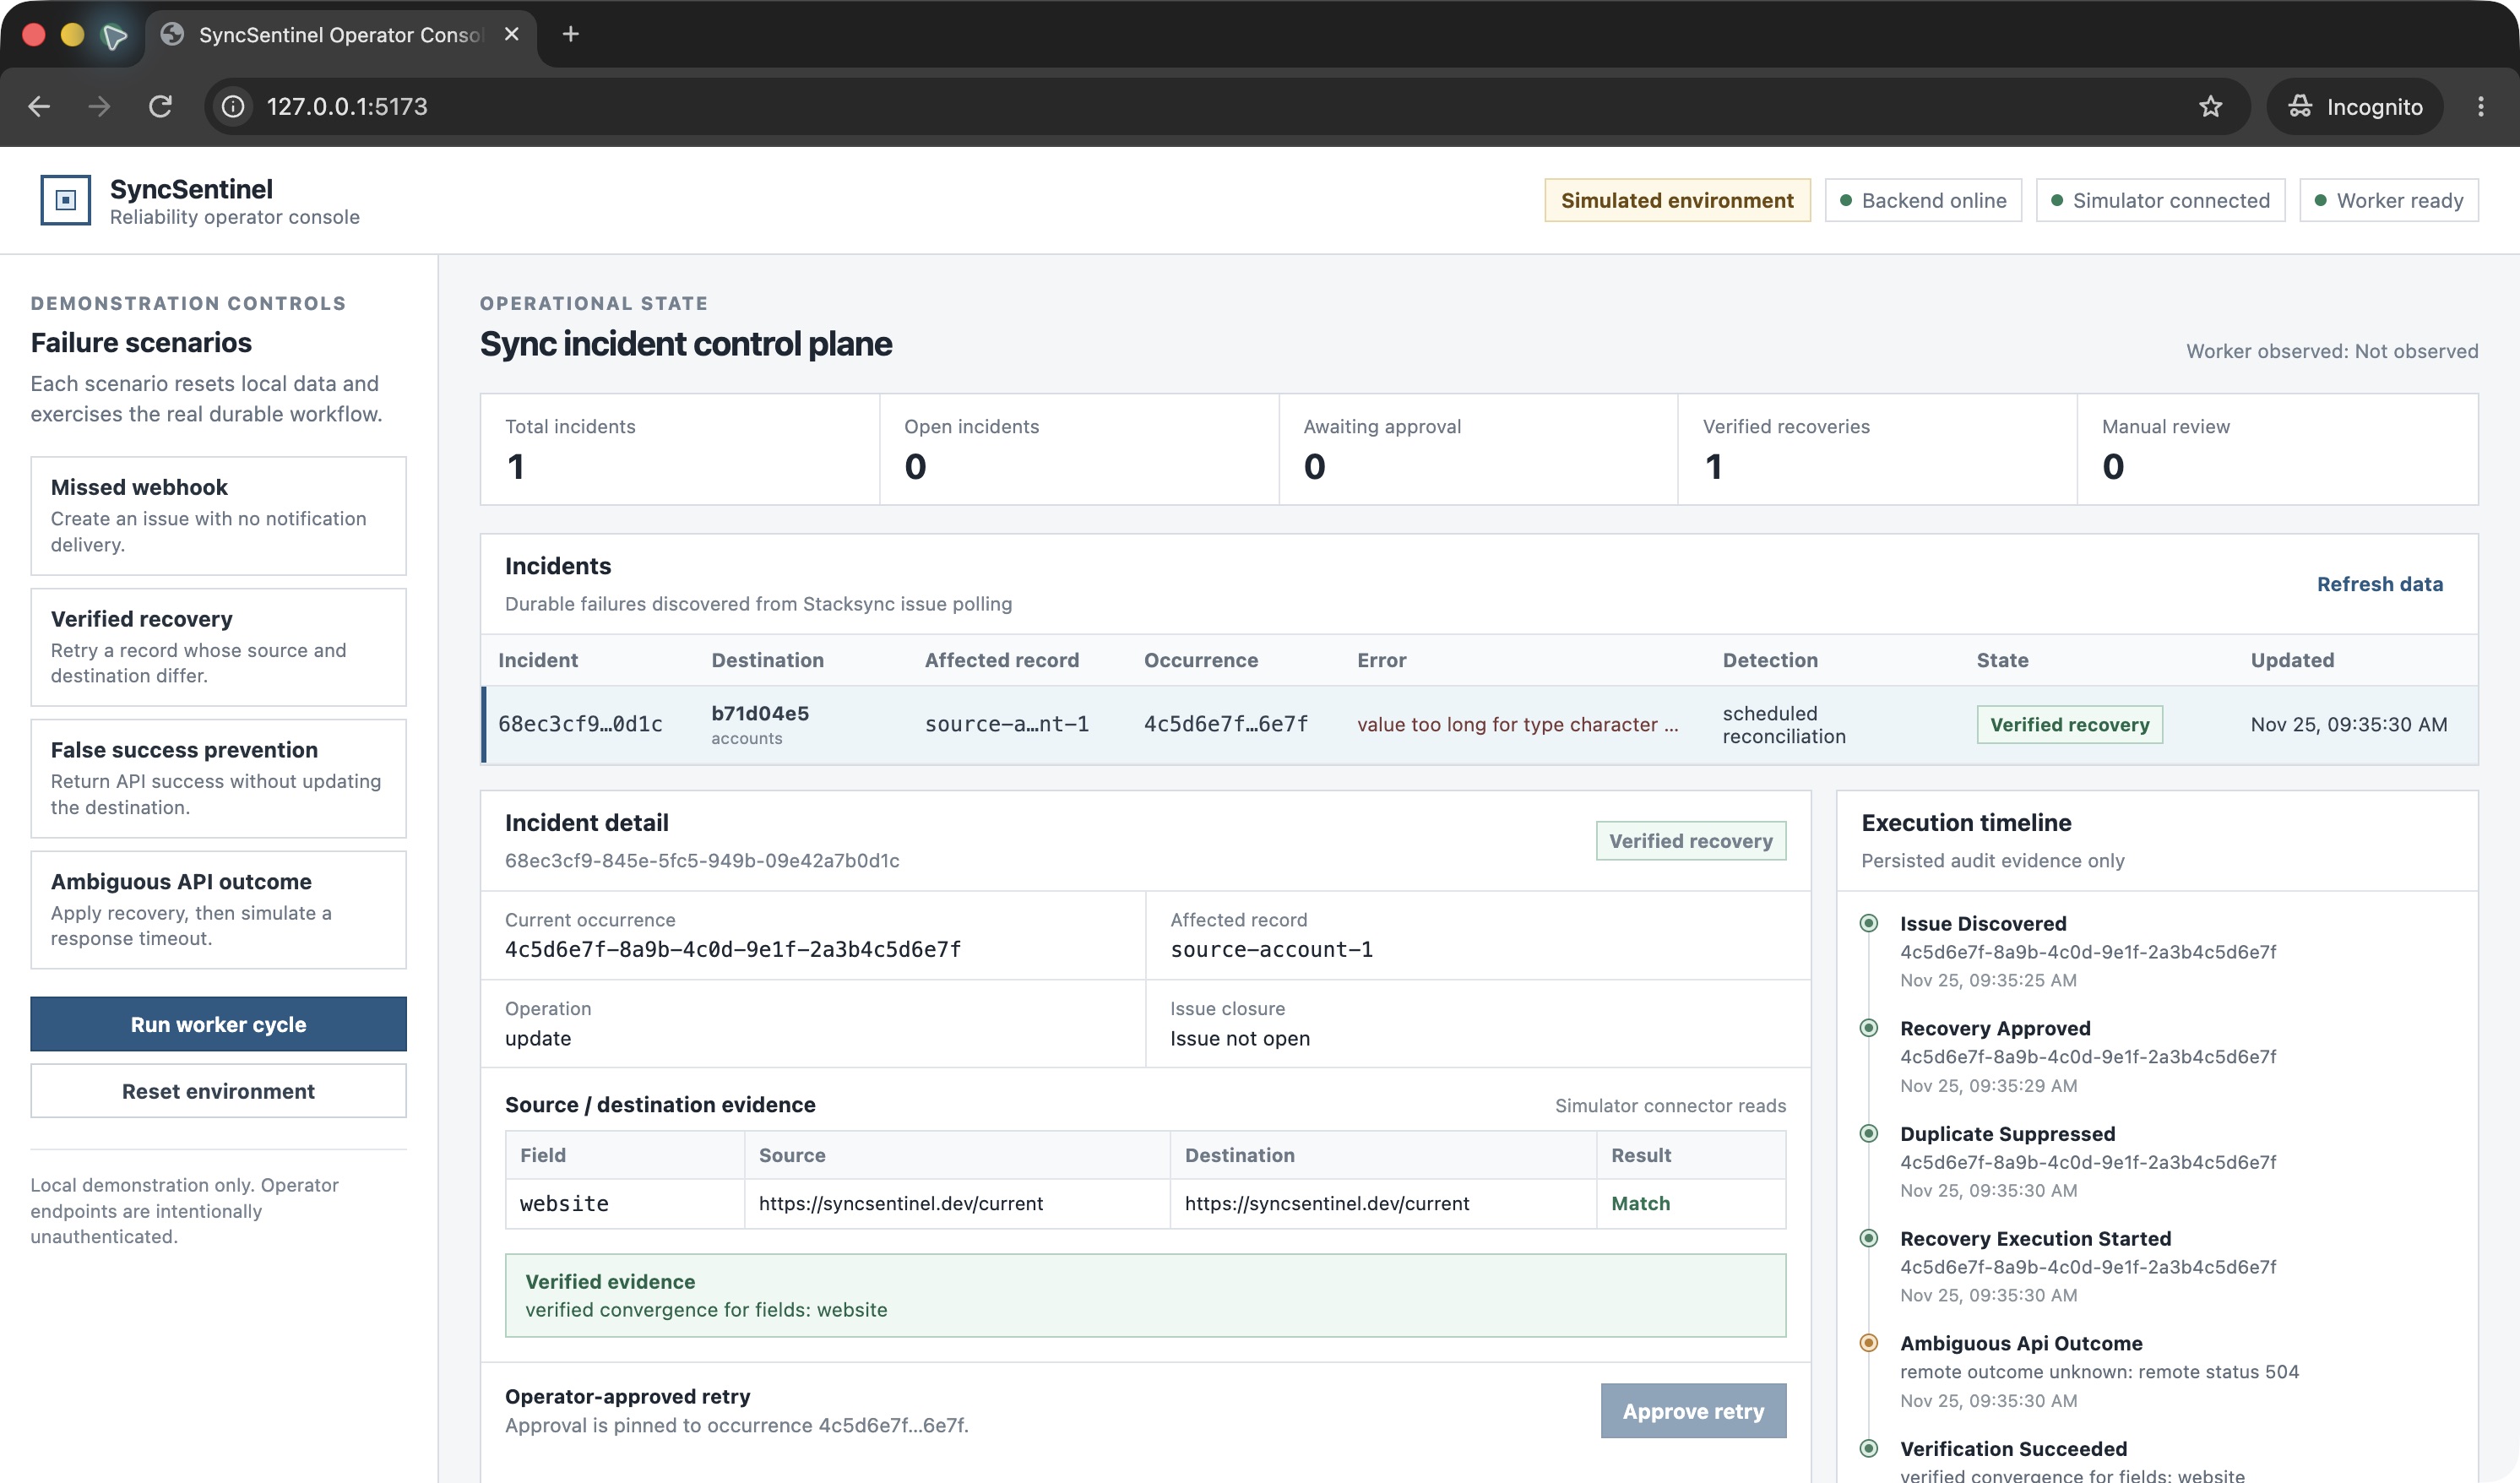 SyncSentinel Operator Conso
127.0.0.1:5173
Incognito
SyncSentinel
Reliability operator console
Simulated environment
Backend online
Simulator connected
Worker ready
DEMONSTRATION CONTROLS
Failure scenarios
Each scenario resets local data and
exercises the real durable workflow.
Missed webhook
Create an issue with no notification
delivery.
Verified recovery
Retry a record whose source and
destination differ.
False success prevention
Return API success without updating
the destination.
Ambiguous API outcome
Apply recovery, then simulate a
response timeout.
Run worker cycle
Reset environment
Local demonstration only. Operator
endpoints are intentionally
unauthenticated.
OPERATIONAL STATE
Sync incident control plane
Worker observed: Not observed
Total incidents
1
Open incidents
0
Awaiting approval
0
Verified recoveries
1
Manual review
0
Incidents
Durable failures discovered from Stacksync issue polling
Refresh data
Incident Destination Affected record Occurrence Error Detection State Updated
68ec3cf9…0d1c
b71d04e5
accounts
source-a…nt-1
4c5d6e7f…6e7f
value too long for type character ...
scheduled
reconciliation
Verified recovery
Nov 25, 09:35:30 AM
Incident detail
68ec3cf9-845e-5fc5-949b-09e42a7b0d1c
Verified recovery
Current occurrence
4c5d6e7f-8a9b-4c0d-9e1f-2a3b4c5d6e7f
Affected record
source-account-1
Operation
update
Issue closure
Issue not open
Source / destination evidence
Simulator connector reads
Field Source Destination Result
website https://syncsentinel.dev/current https://syncsentinel.dev/current Match
Verified evidence
verified convergence for fields: website
Operator-approved retry
Approval is pinned to occurrence 4c5d6e7f…6e7f.
Approve retry
Execution timeline
Persisted audit evidence only
Issue Discovered
4c5d6e7f-8a9b-4c0d-9e1f-2a3b4c5d6e7f
Nov 25, 09:35:25 AM
Recovery Approved
4c5d6e7f-8a9b-4c0d-9e1f-2a3b4c5d6e7f
Nov 25, 09:35:29 AM
Duplicate Suppressed
4c5d6e7f-8a9b-4c0d-9e1f-2a3b4c5d6e7f
Nov 25, 09:35:30 AM
Recovery Execution Started
4c5d6e7f-8a9b-4c0d-9e1f-2a3b4c5d6e7f
Nov 25, 09:35:30 AM
Ambiguous Api Outcome
remote outcome unknown: remote status 504
Nov 25, 09:35:30 AM
Verification Succeeded
verified convergence for fields: website